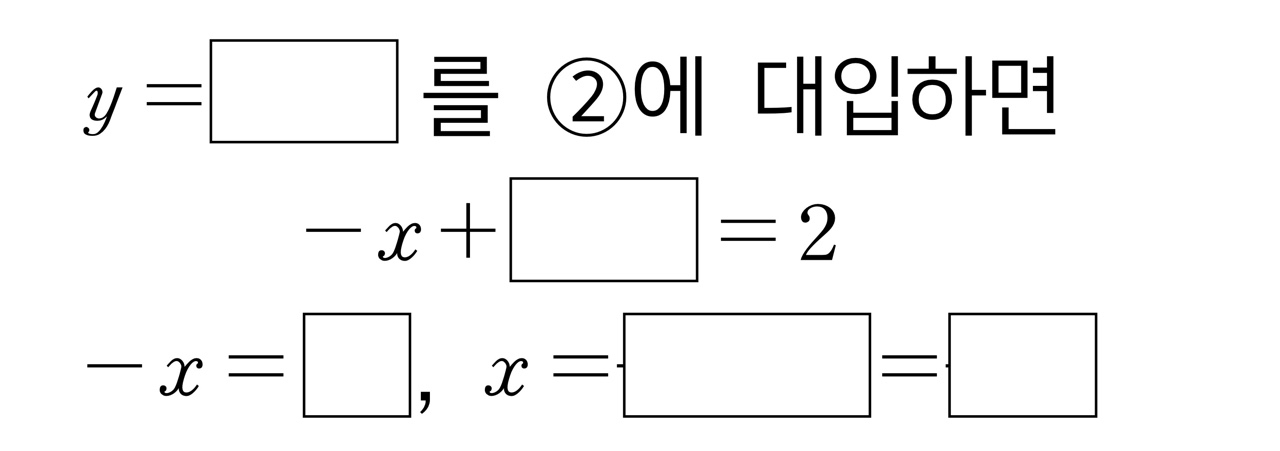 y = □ 를 ②에 대입하면
−x + □ = 2
−x = □, x = □ = □